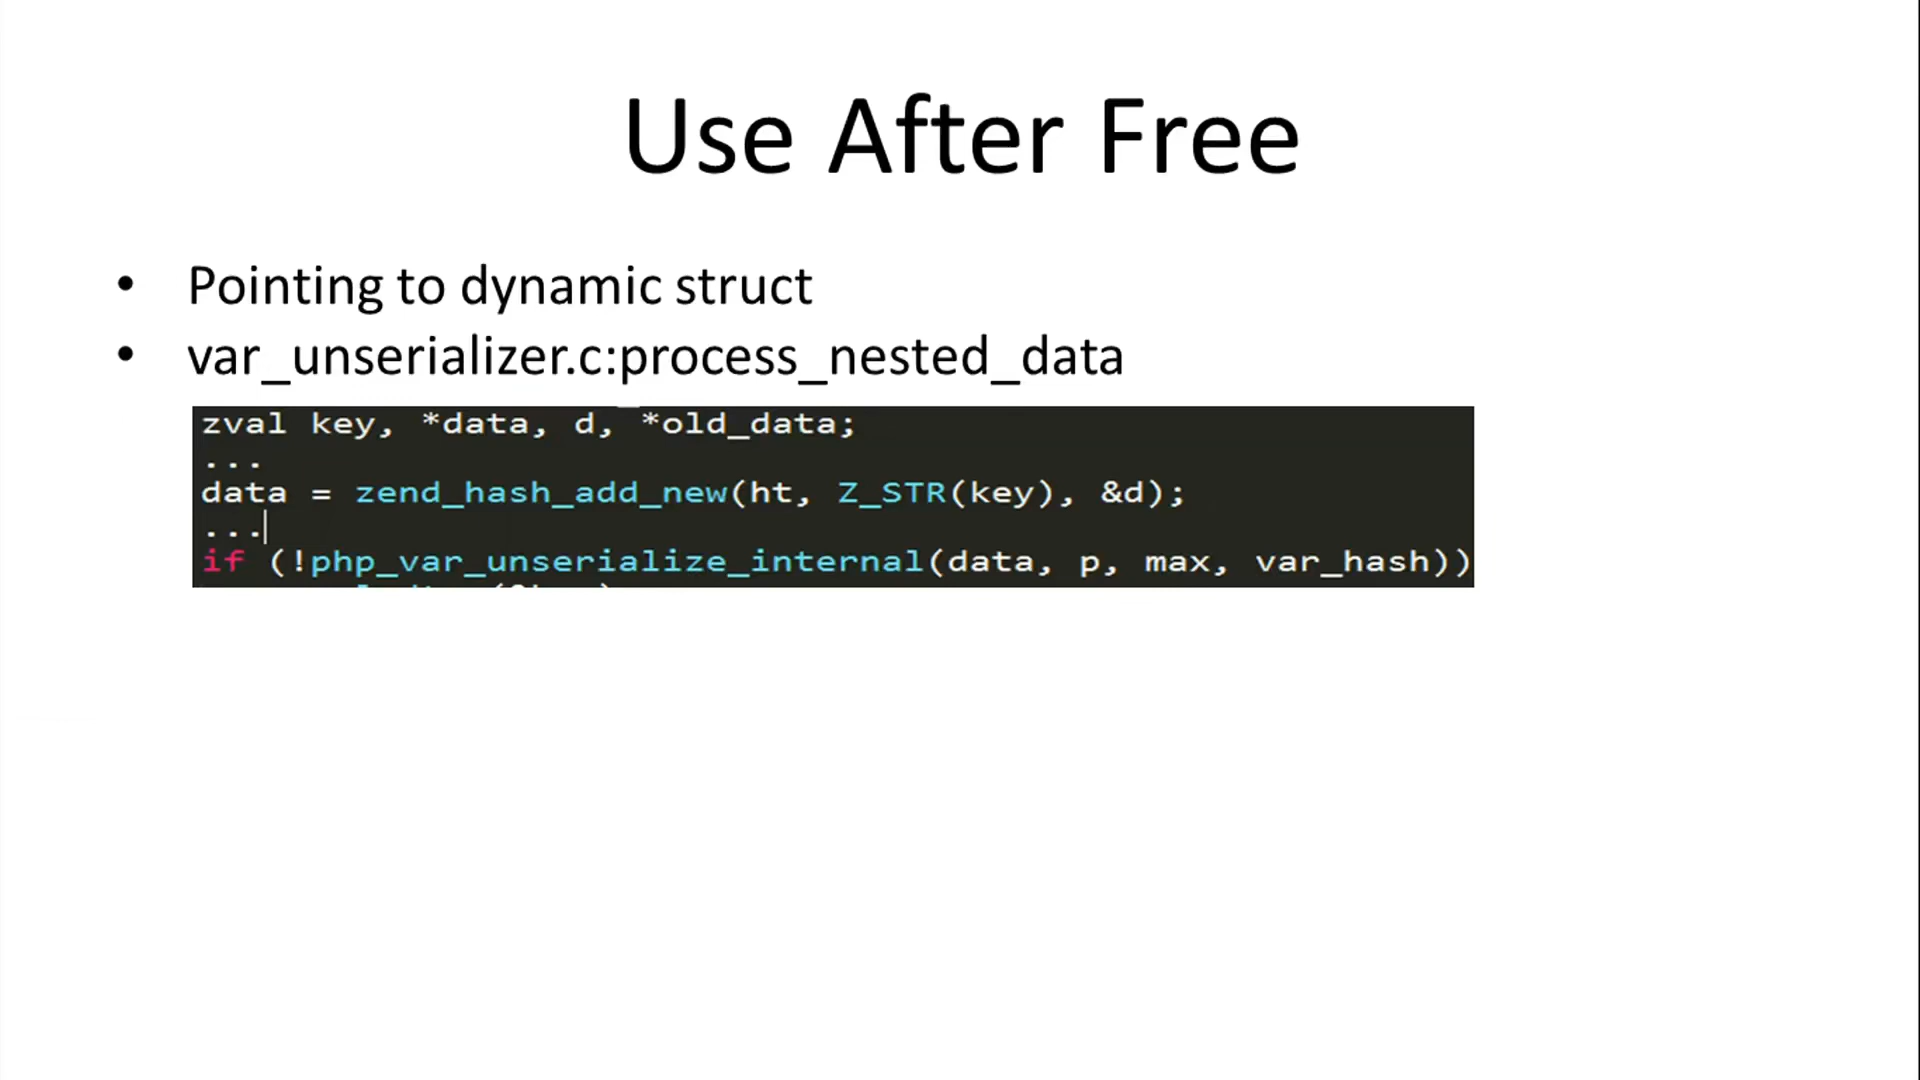 Use After Free
• Pointing to dynamic struct
• var_unserializer.c:process_nested_data
zval key, *data, d, *old_data;
...
data = zend_hash_add_new(ht, Z_STR(key), &d);
...
if (!php_var_unserialize_internal(data, p, max, var_hash))